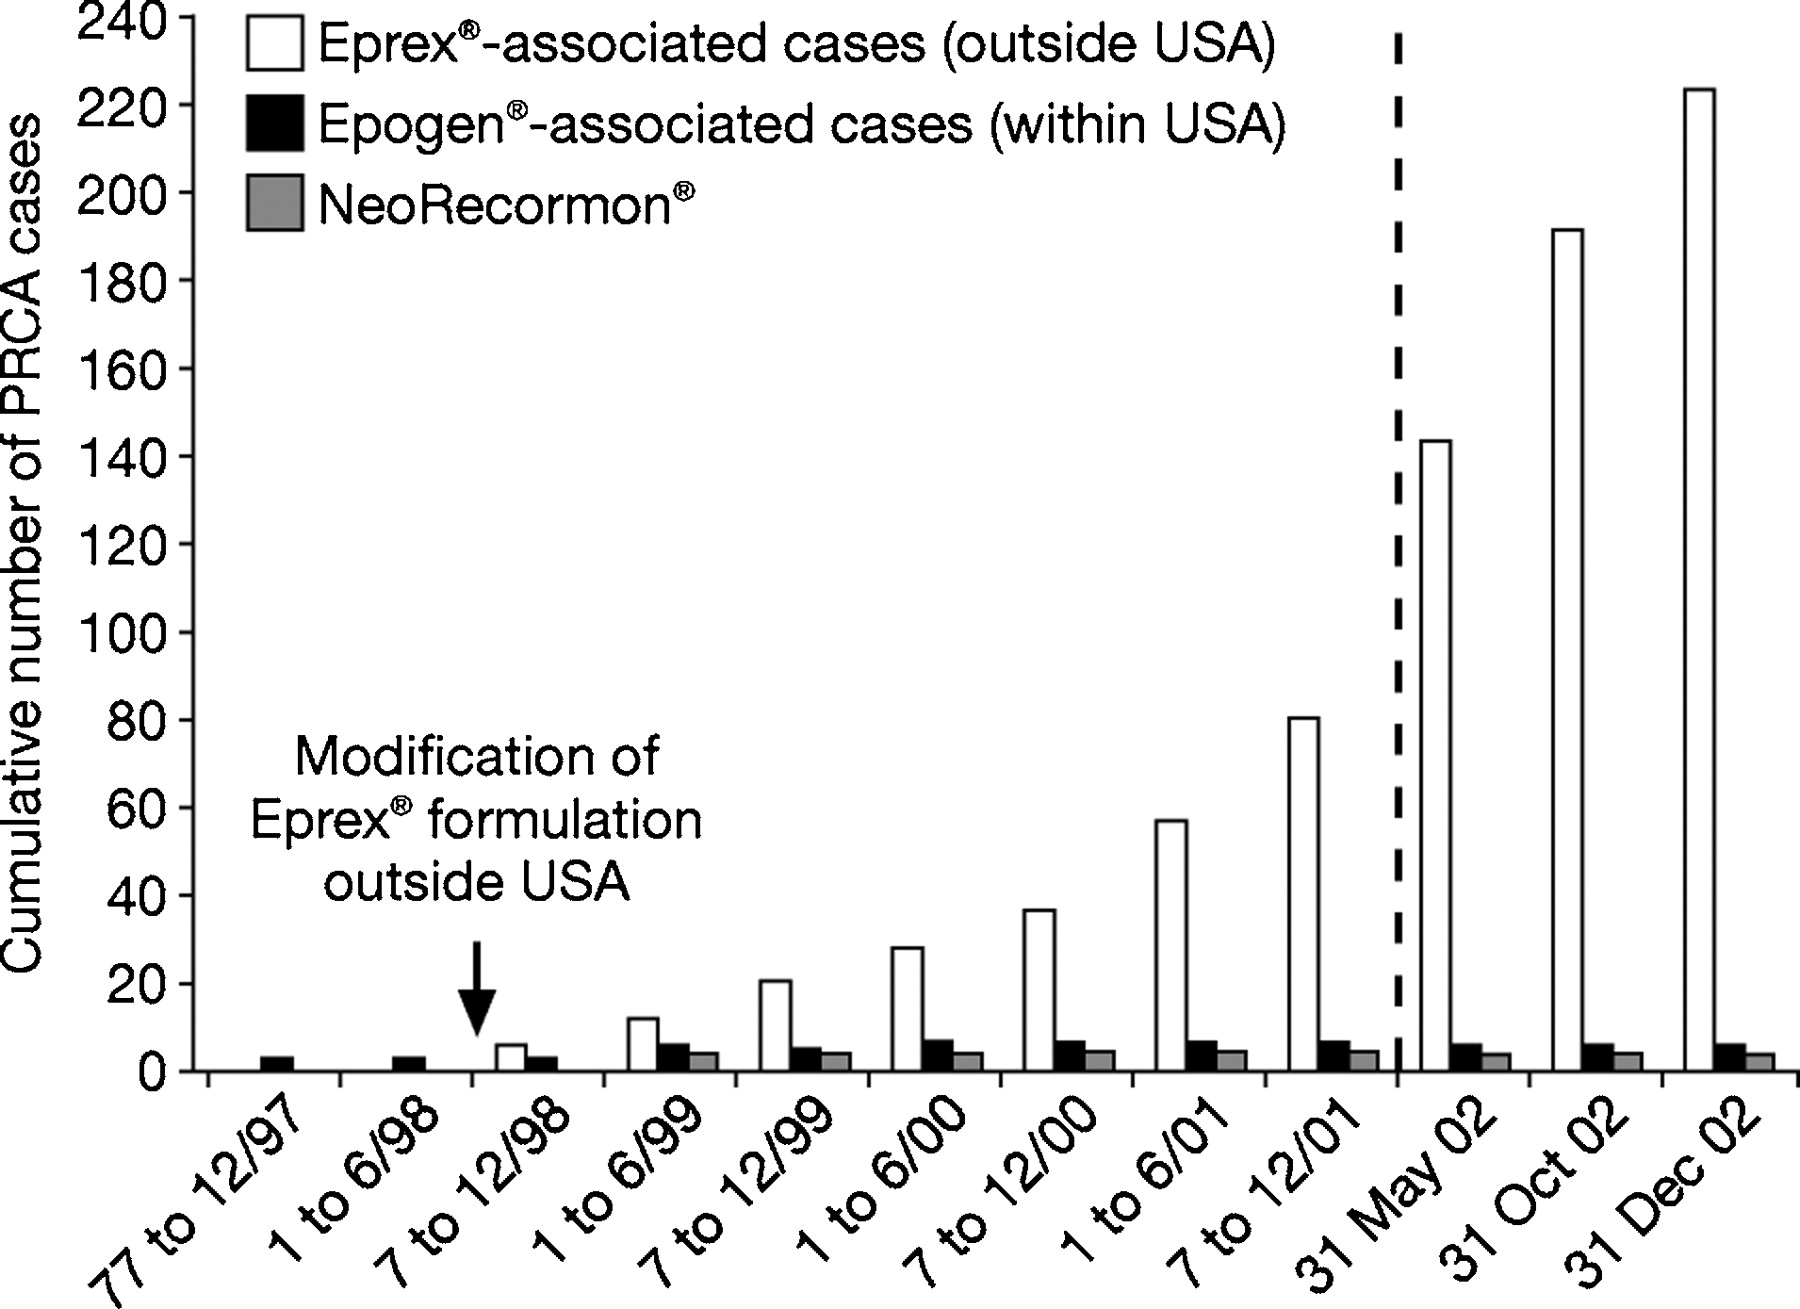 Cumulative number of PRCA cases
240
220
200
180
160
140
120
100
80
60
40
20
0
Eprex®-associated cases (outside USA)
Epogen®-associated cases (within USA)
NeoRecormon®
Modification of
Eprex® formulation
outside USA
77 to 12/97
1 to 6/98
7 to 12/98
1 to 6/99
7 to 12/99
1 to 6/00
7 to 12/00
1 to 6/01
7 to 12/01
31 May 02
31 Oct 02
31 Dec 02